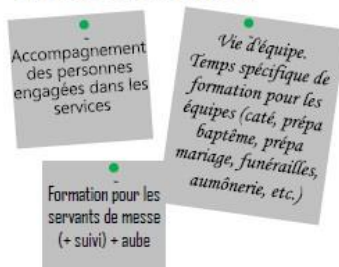 -
Accompagnement
des personnes
engagées dans les
services
-
Vie d'équipe.
Temps spécifique de
formation pour les
équipes (caté, prépa
baptême, prépa
mariage, funérailles,
aumônerie, etc.)
-
Formation pour les
servants de messe
(+ suivi) + aube